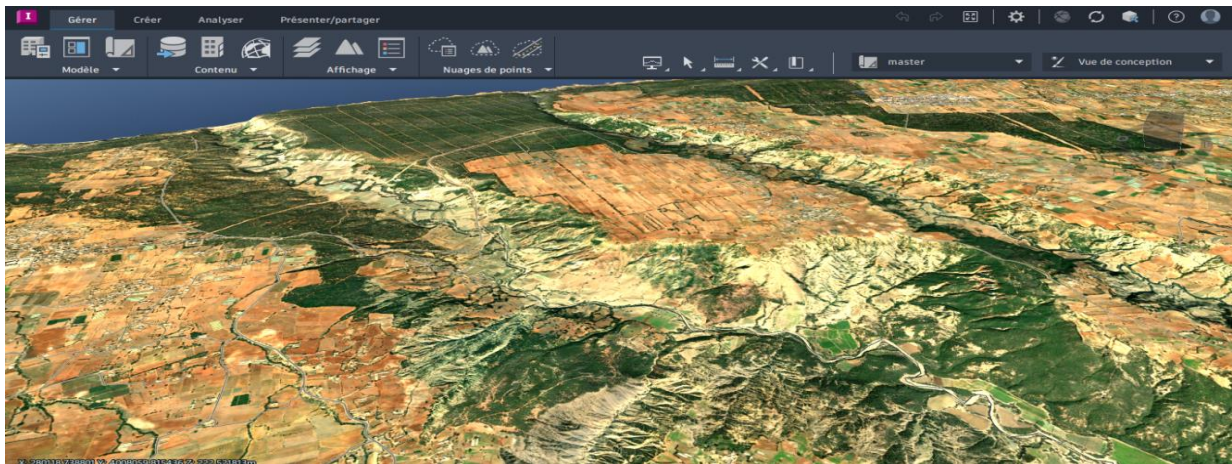 I
Gérer Créer Analyser Présenter/partager
Modèle Contenu Affichage Nuages de points master Vue de conception